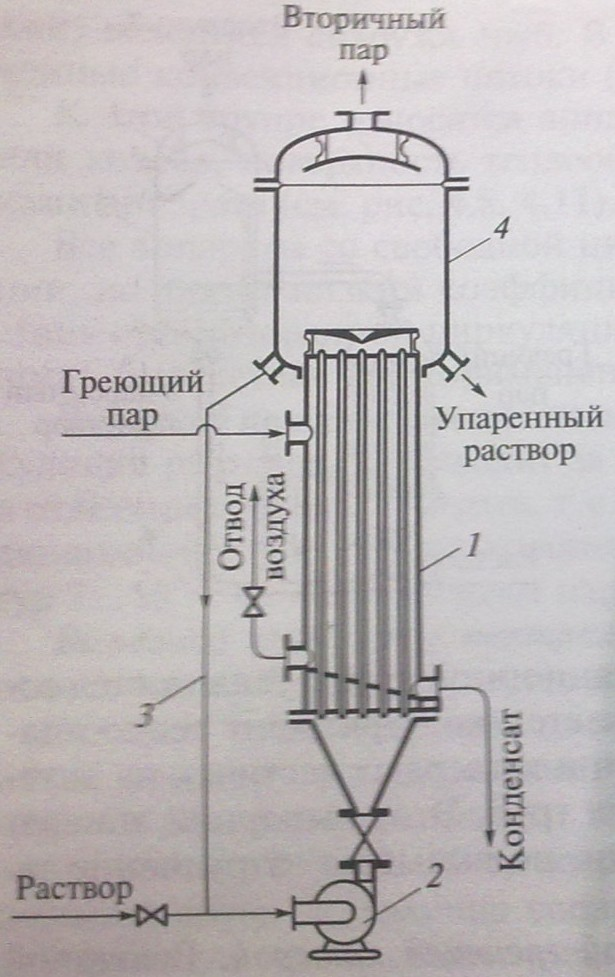 Вторичный
пар
4
Греющий
пар
Упаренный
раствор
Отвод
воздуха
1
3
Конденсат
Раствор
2